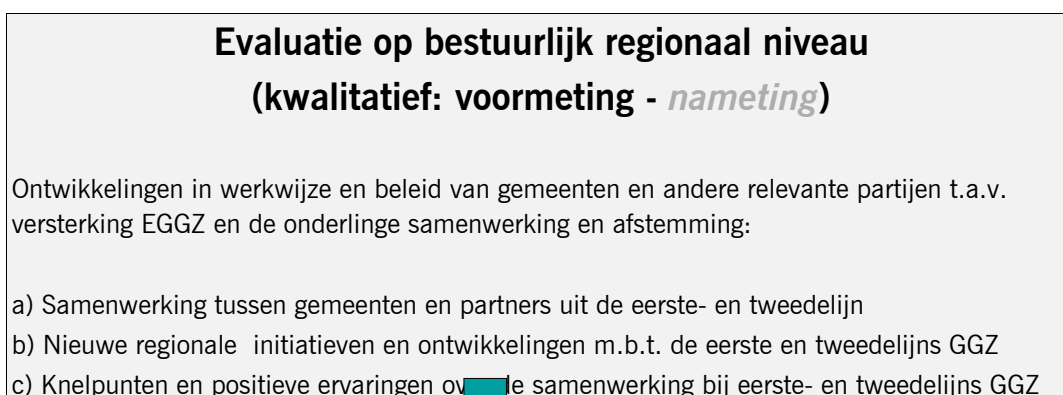 Evaluatie op bestuurlijk regionaal niveau
(kwalitatief: voormeting - nameting)
Ontwikkelingen in werkwijze en beleid van gemeenten en andere relevante partijen t.a.v.
versterking EGGZ en de onderlinge samenwerking en afstemming:
a) Samenwerking tussen gemeenten en partners uit de eerste- en tweedelijn
b) Nieuwe regionale  initiatieven en ontwikkelingen m.b.t. de eerste en tweedelijns GGZ
c) Knelpunten en positieve ervaringen samenwerking bij eerste- en tweedelijns GGZ